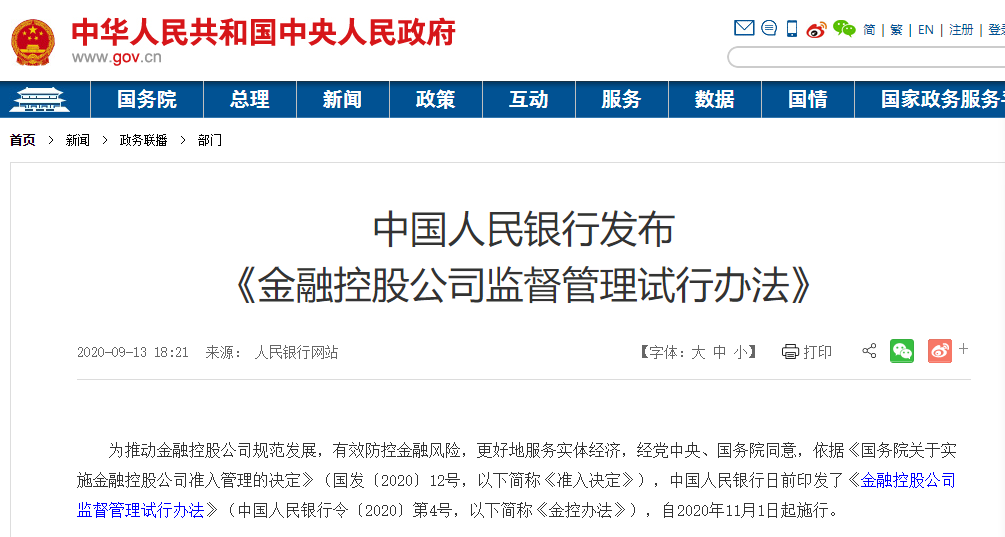 中华人民共和国中央人民政府
www.gov.cn
简 | 繁 | EN | 注册 | 登录
国务院 总理 新闻 政策 互动 服务 数据 国情 国家政务服务
首页 > 新闻 > 政务联播 > 部门
中国人民银行发布
《金融控股公司监督管理试行办法》
2020-09-13 18:21 来源： 人民银行网站 【字体：大 中 小】 打印 +
为推动金融控股公司规范发展，有效防控金融风险，更好地服务实体经济，经党中央、国务院同意，依据《国务院关于实
施金融控股公司准入管理的决定》（国发〔2020〕12号，以下简称《准入决定》），中国人民银行日前印发了《金融控股公司
监督管理试行办法》（中国人民银行令〔2020〕第4号，以下简称《金控办法》），自2020年11月1日起施行。